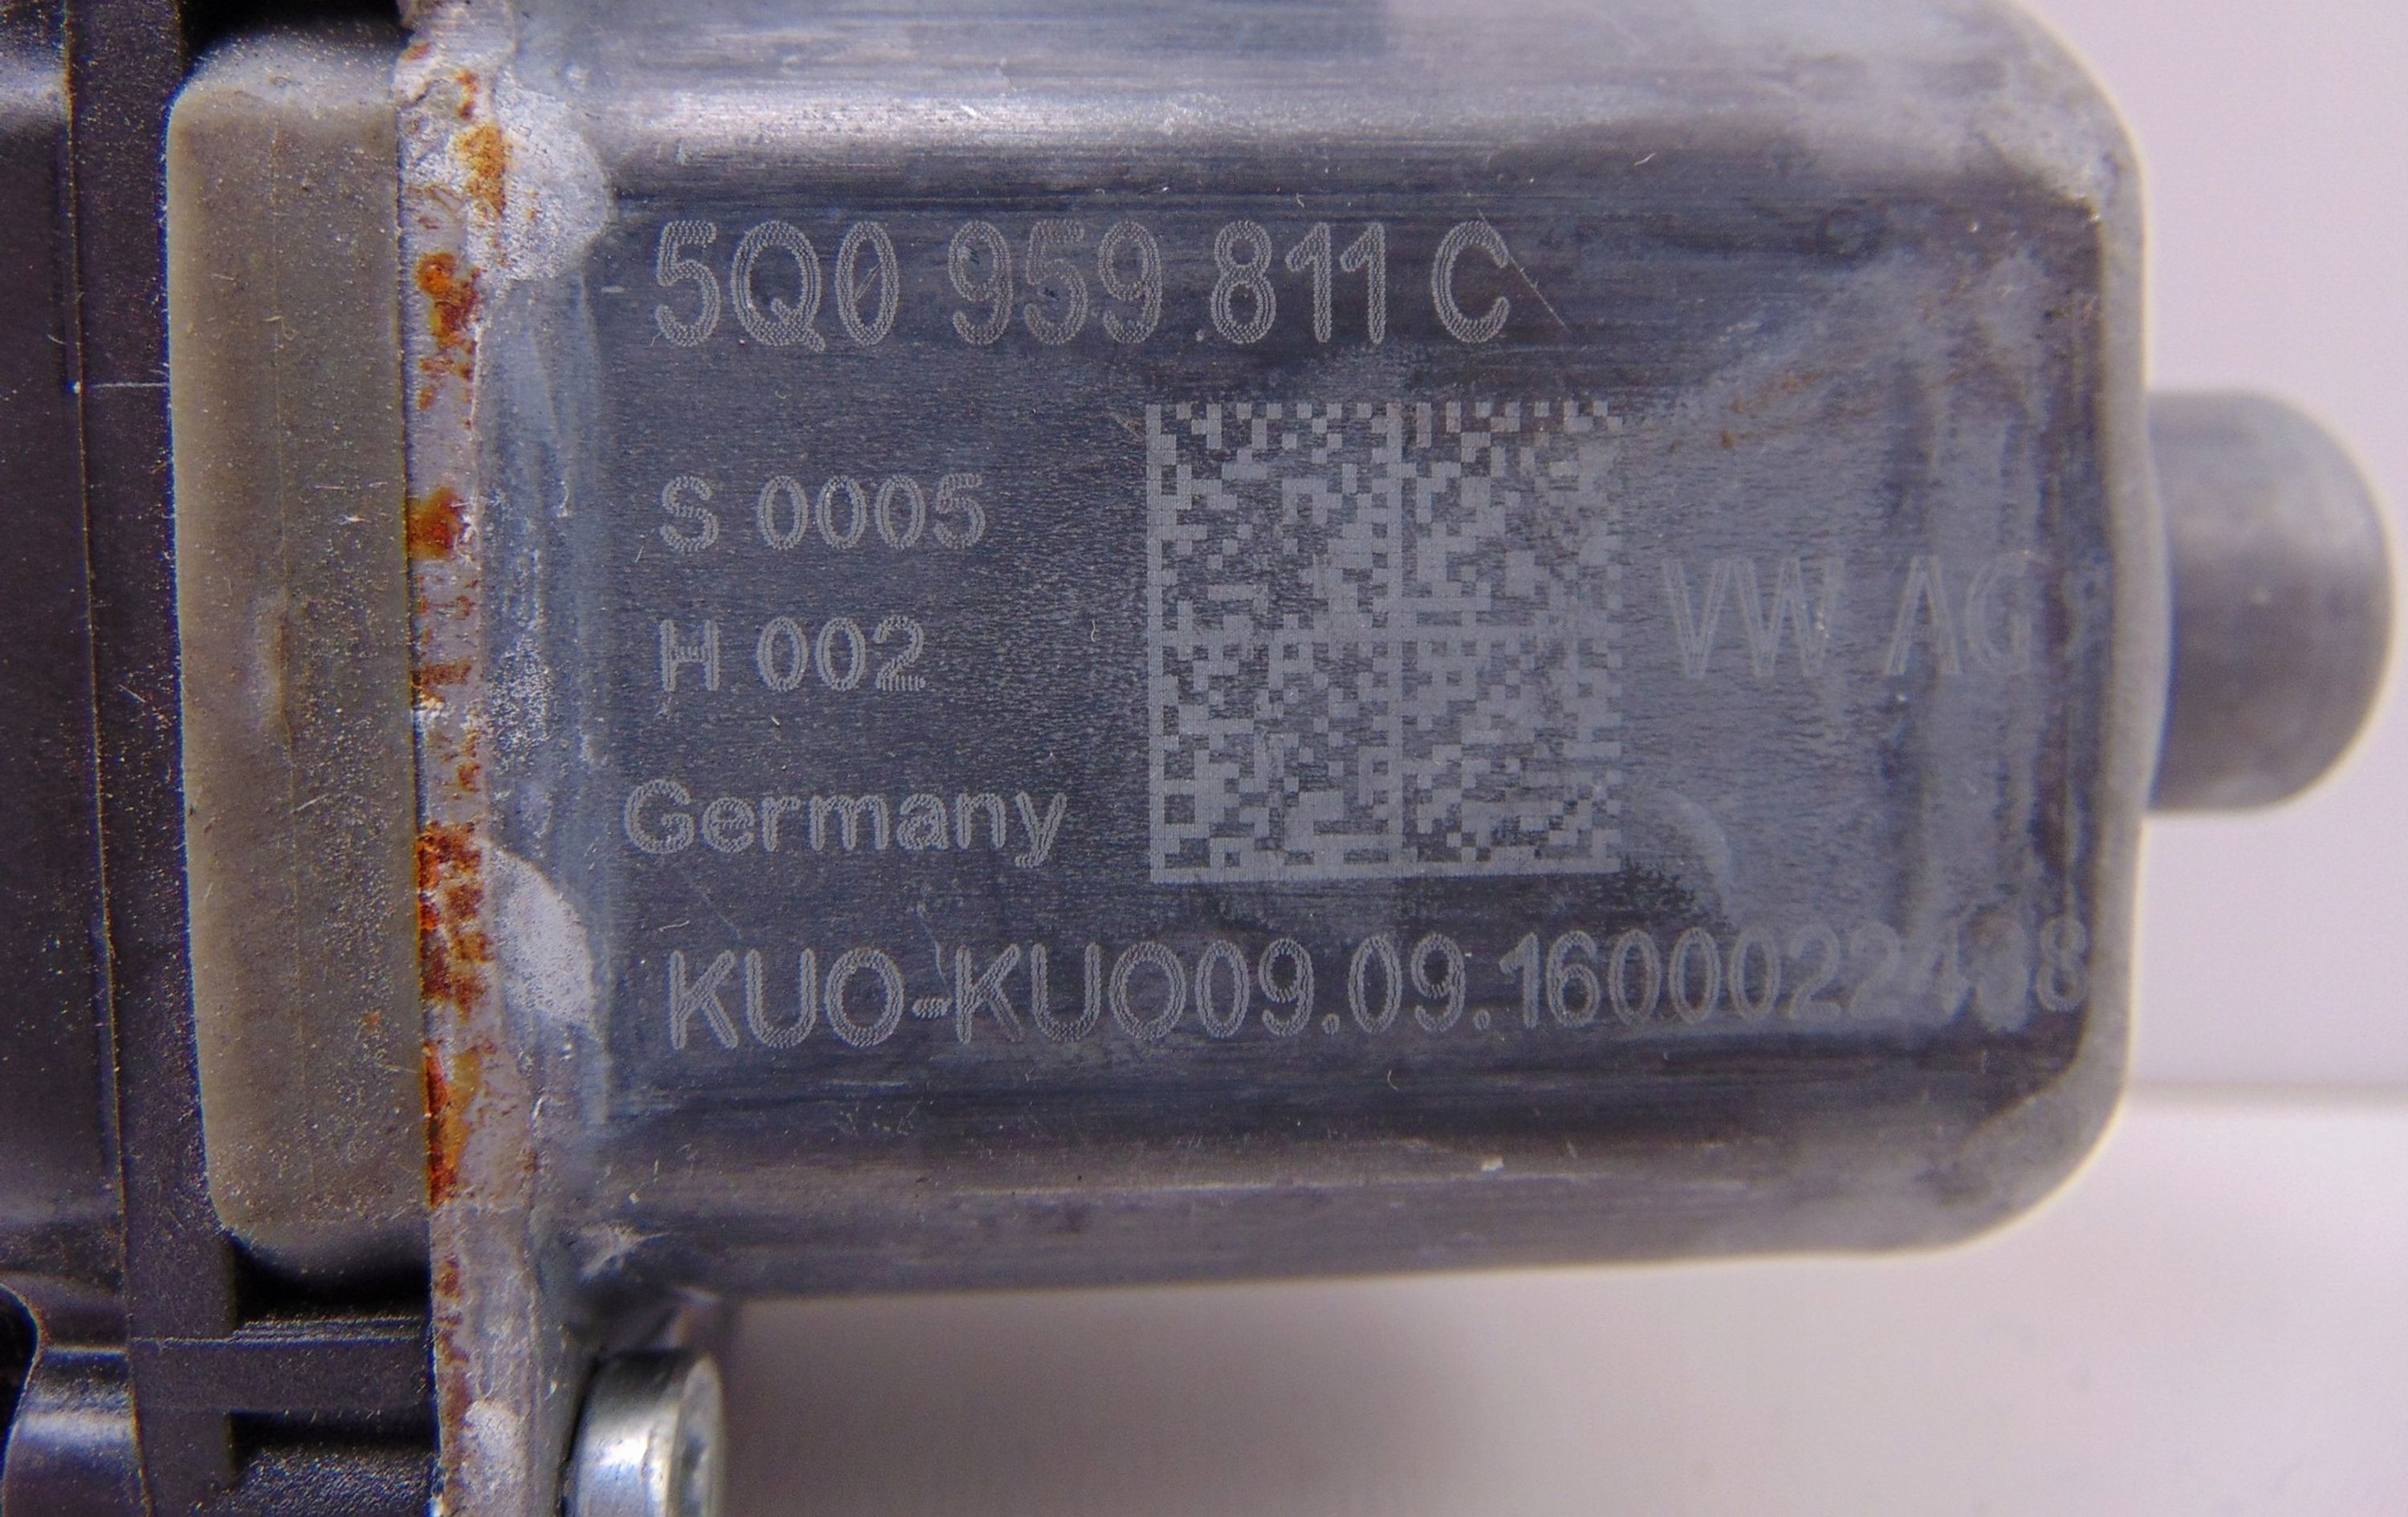 5Q0 959 811 C
S 0005
H 002
VW AG
Germany